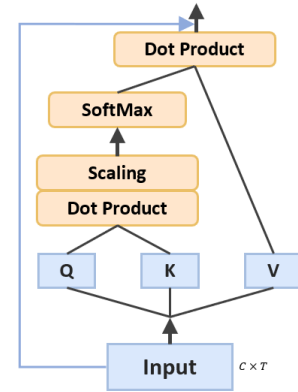 Dot Product
SoftMax
Scaling
Dot Product
Q K V
Input C × T